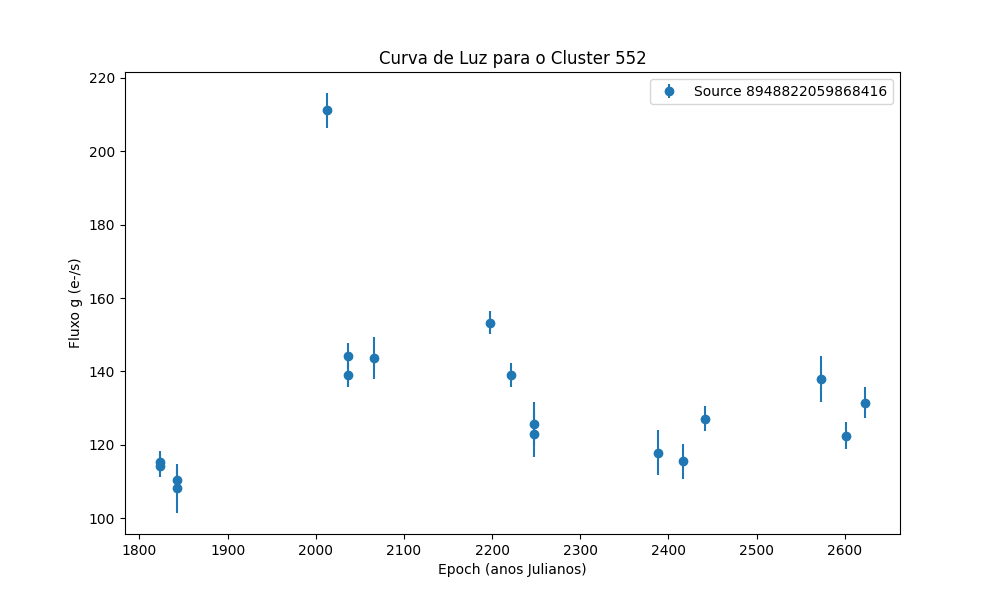 Curva de Luz para o Cluster 552
Source 8948822059868416
Fluxo g (e-/s)
220
200
180
160
140
120
100
1800 1900 2000 2100 2200 2300 2400 2500 2600
Epoch (anos Julianos)